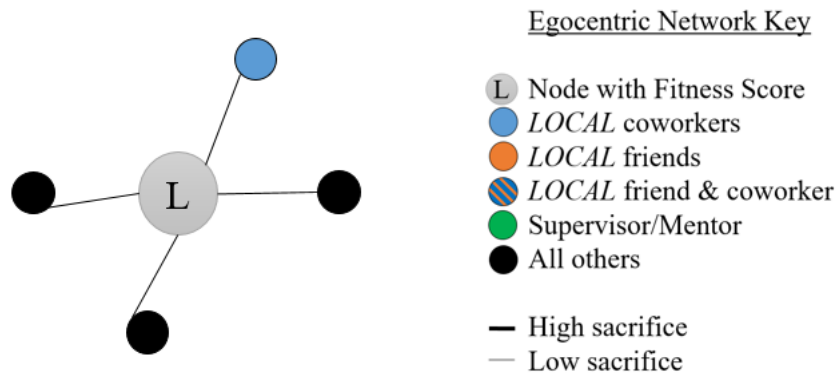 Egocentric Network Key
L Node with Fitness Score
LOCAL coworkers
LOCAL friends
LOCAL friend & coworker
Supervisor/Mentor
All others
High sacrifice
Low sacrifice
L